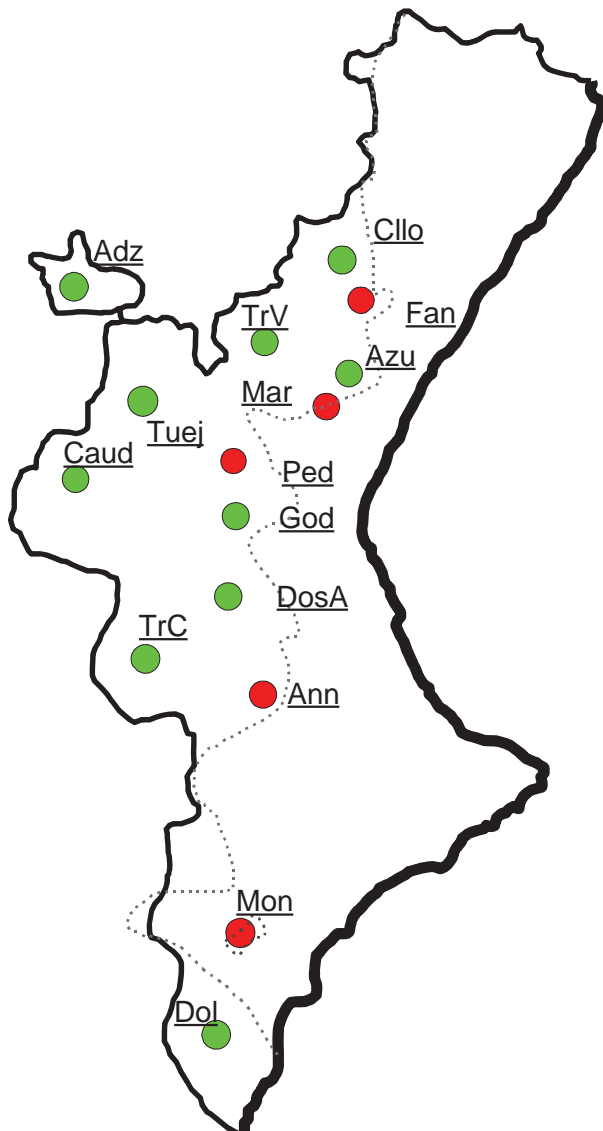 Cllo
Adz
Fan
TrV
Azu
Mar
Tuej
Caud
Ped
God
DosA
TrC
Ann
Mon
Dol